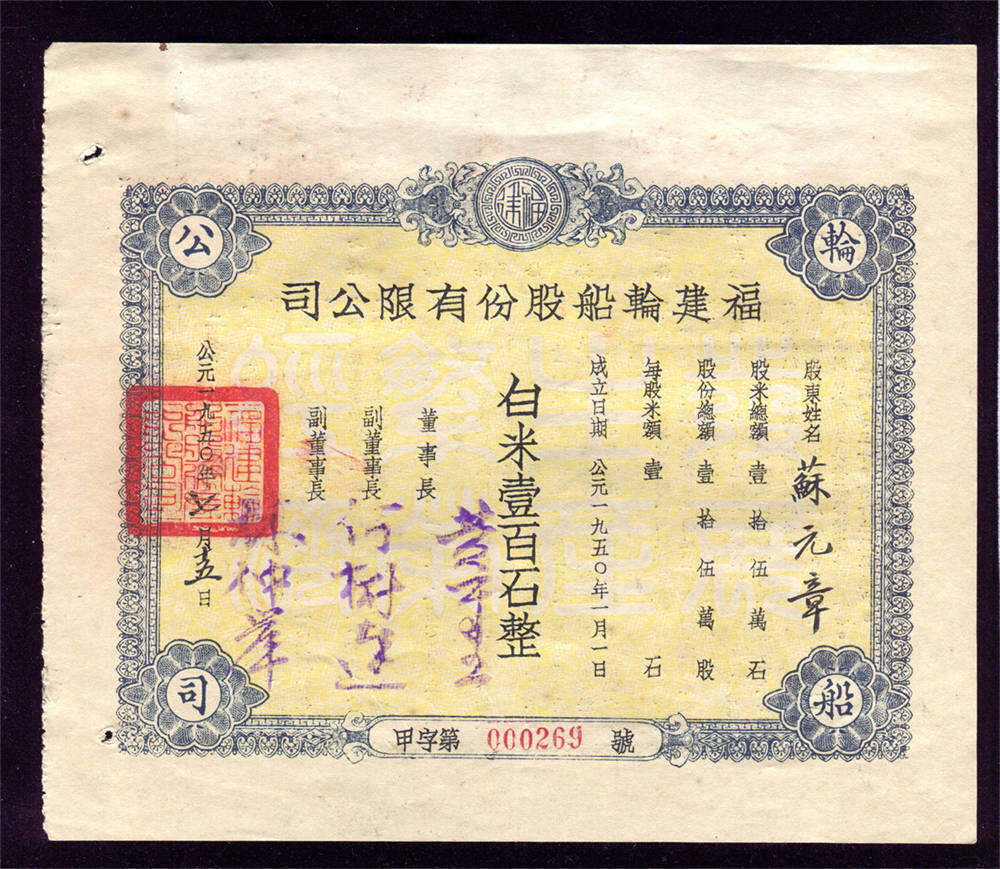 福建
輪
船
公
司
福建輪船股份有限公司
股東姓名 蘇元章
股米總額 壹拾伍萬石
股份總額 壹拾伍萬股
每股米額 壹石
成立日期 公元一九五〇年一月一日
白米壹百石整
董事長
副董事長
副董事長
公元一九五〇年 月五日
甲字第 000269 號